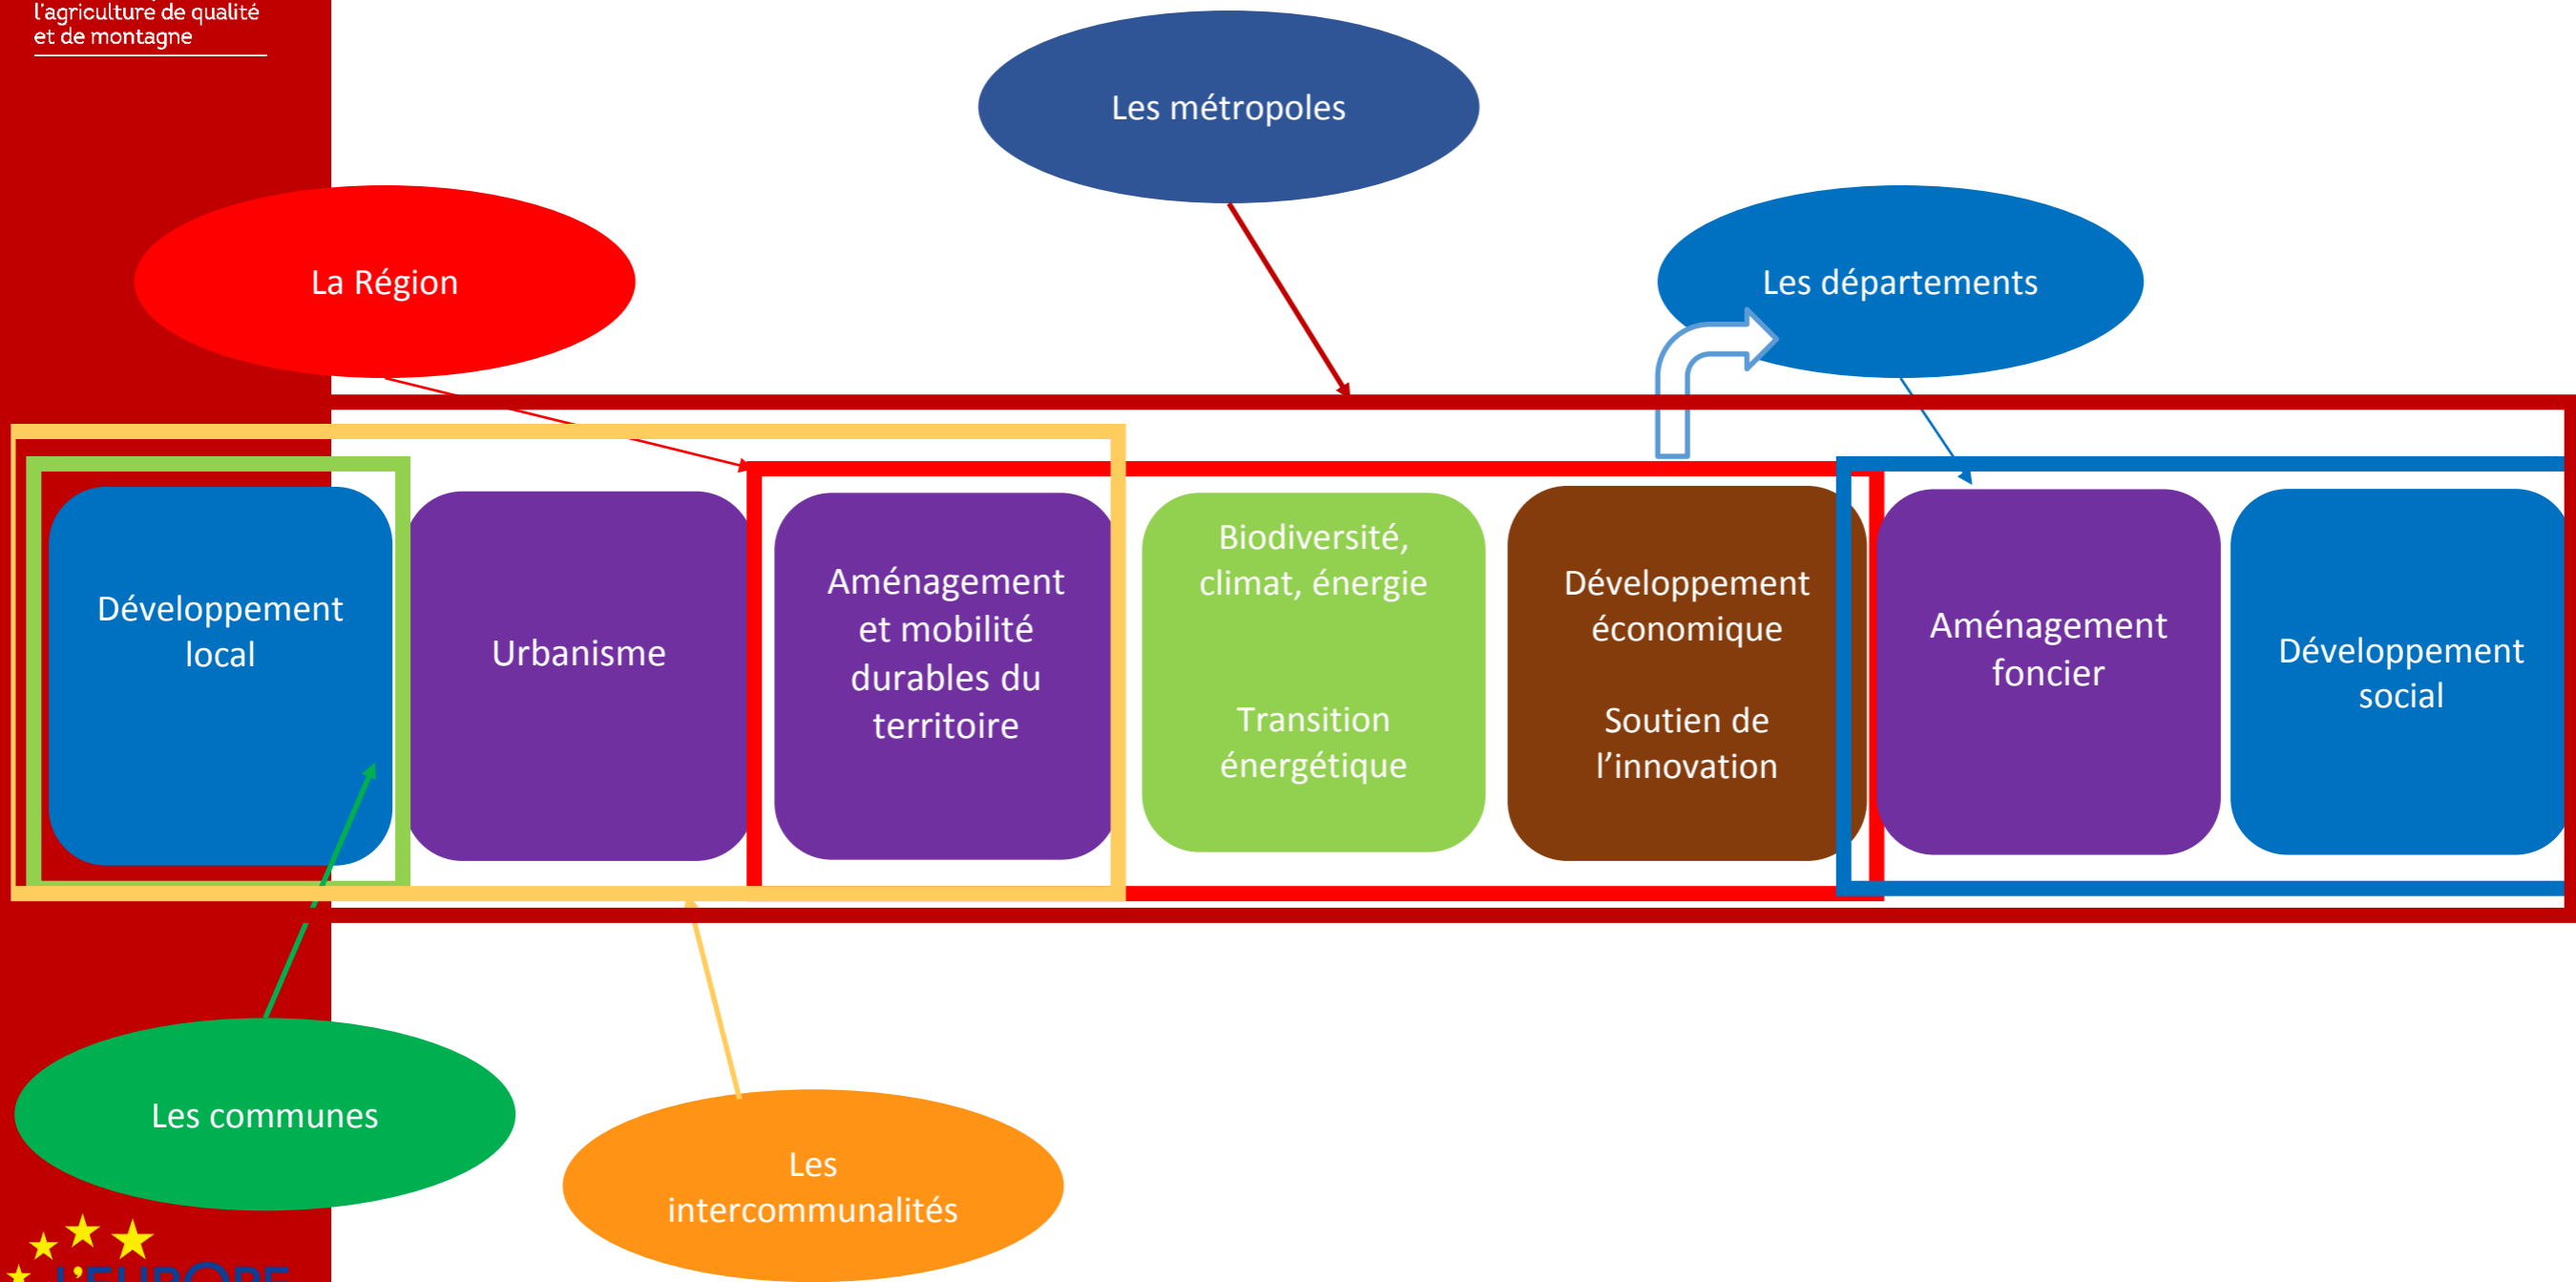 l'agriculture de qualité
et de montagne
Les métropoles
La Région
Les départements
Développement
local
Urbanisme
Aménagement
et mobilité
durables du
territoire
Biodiversité,
climat, énergie
Transition
énergétique
Développement
économique
Soutien de
l’innovation
Aménagement
foncier
Développement
social
Les communes
Les
intercommunalités
L'EUROPE